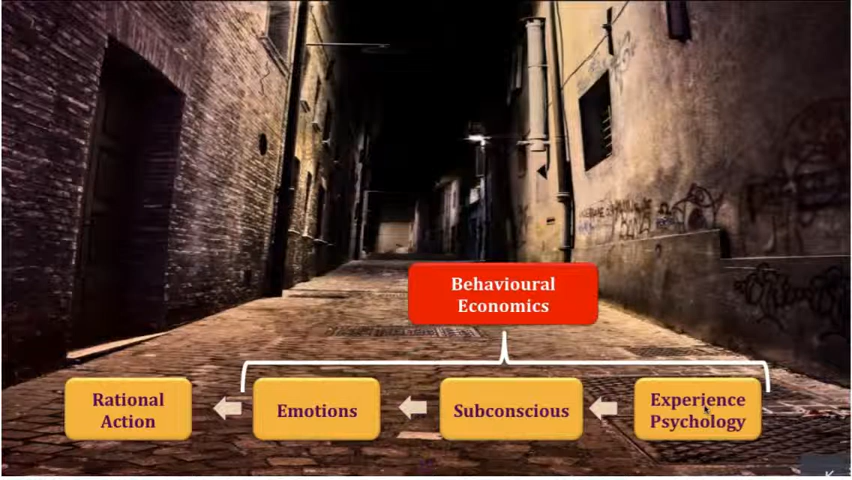 Behavioural
Economics
Rational
Action
Emotions
Subconscious
Experience
Psychology